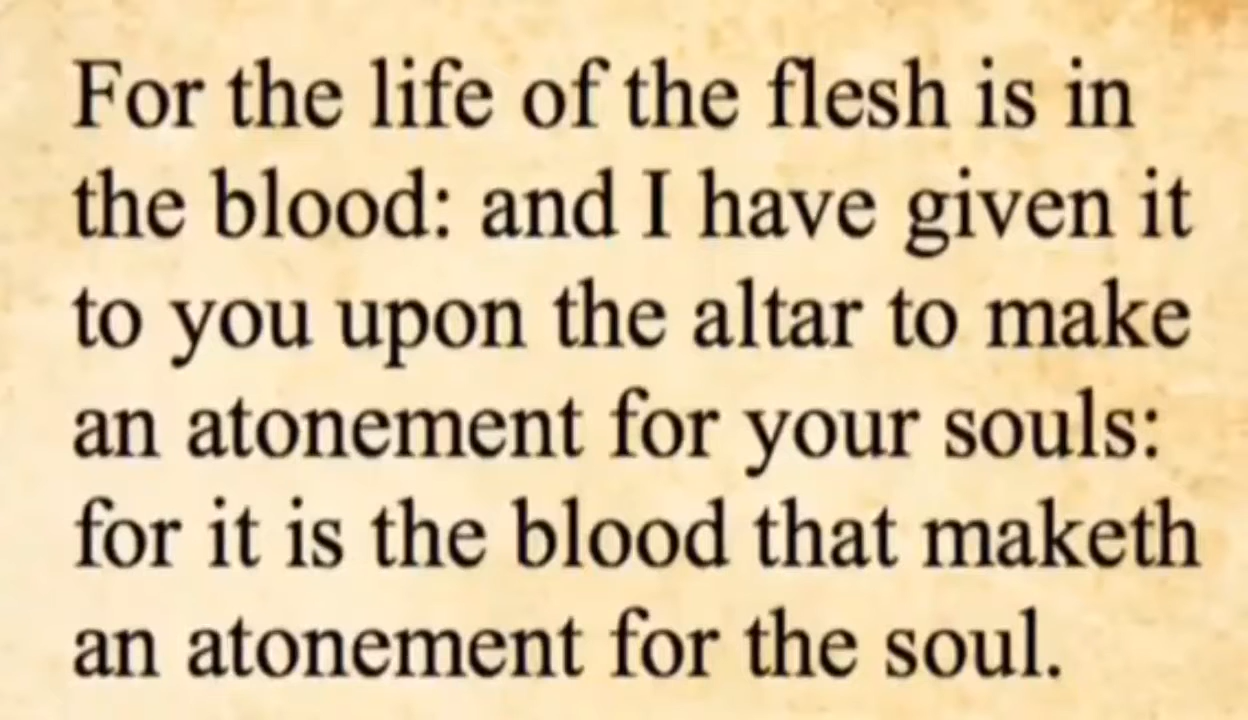 For the life of the flesh is in
the blood: and I have given it
to you upon the altar to make
an atonement for your souls:
for it is the blood that maketh
an atonement for the soul.